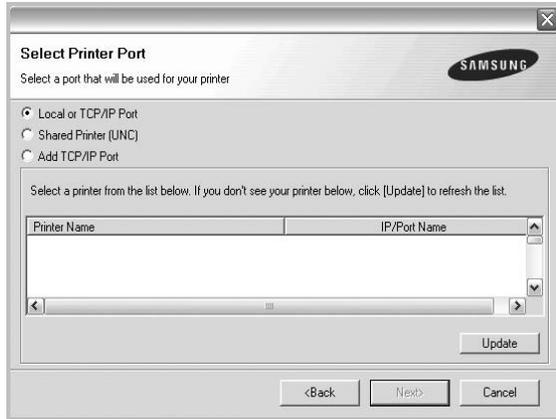 Select Printer Port
Select a port that will be used for your printer
SAMSUNG
Local or TCP/IP Port
Shared Printer (UNC)
Add TCP/IP Port
Select a printer from the list below. If you don't see your printer below, click [Update] to refresh the list.
Printer Name IP/Port Name
Update
<Back Next> Cancel